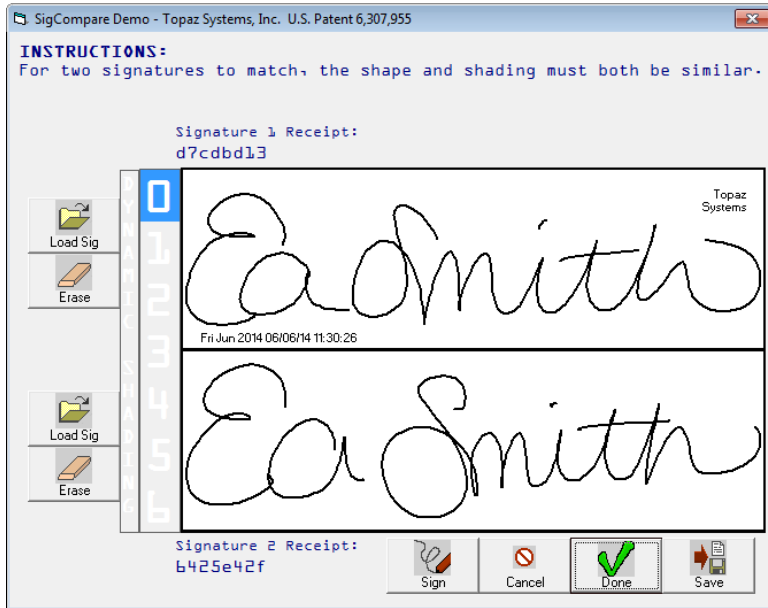 SigCompare Demo - Topaz Systems, Inc. U.S. Patent 6,307,955
INSTRUCTIONS:
For two signatures to match, the shape and shading must both be similar.
Signature 1 Receipt:
d7cdbd13
DYNAMIC SHADING
0
1
2
3
4
5
6
Load Sig
Erase
Topaz
Systems
Ea Smith
Fri Jun 2014 06/06/14 11:30:26
Load Sig
Erase
Ea Smith
Signature 2 Receipt:
b425e42f
Sign
Cancel
Done
Save